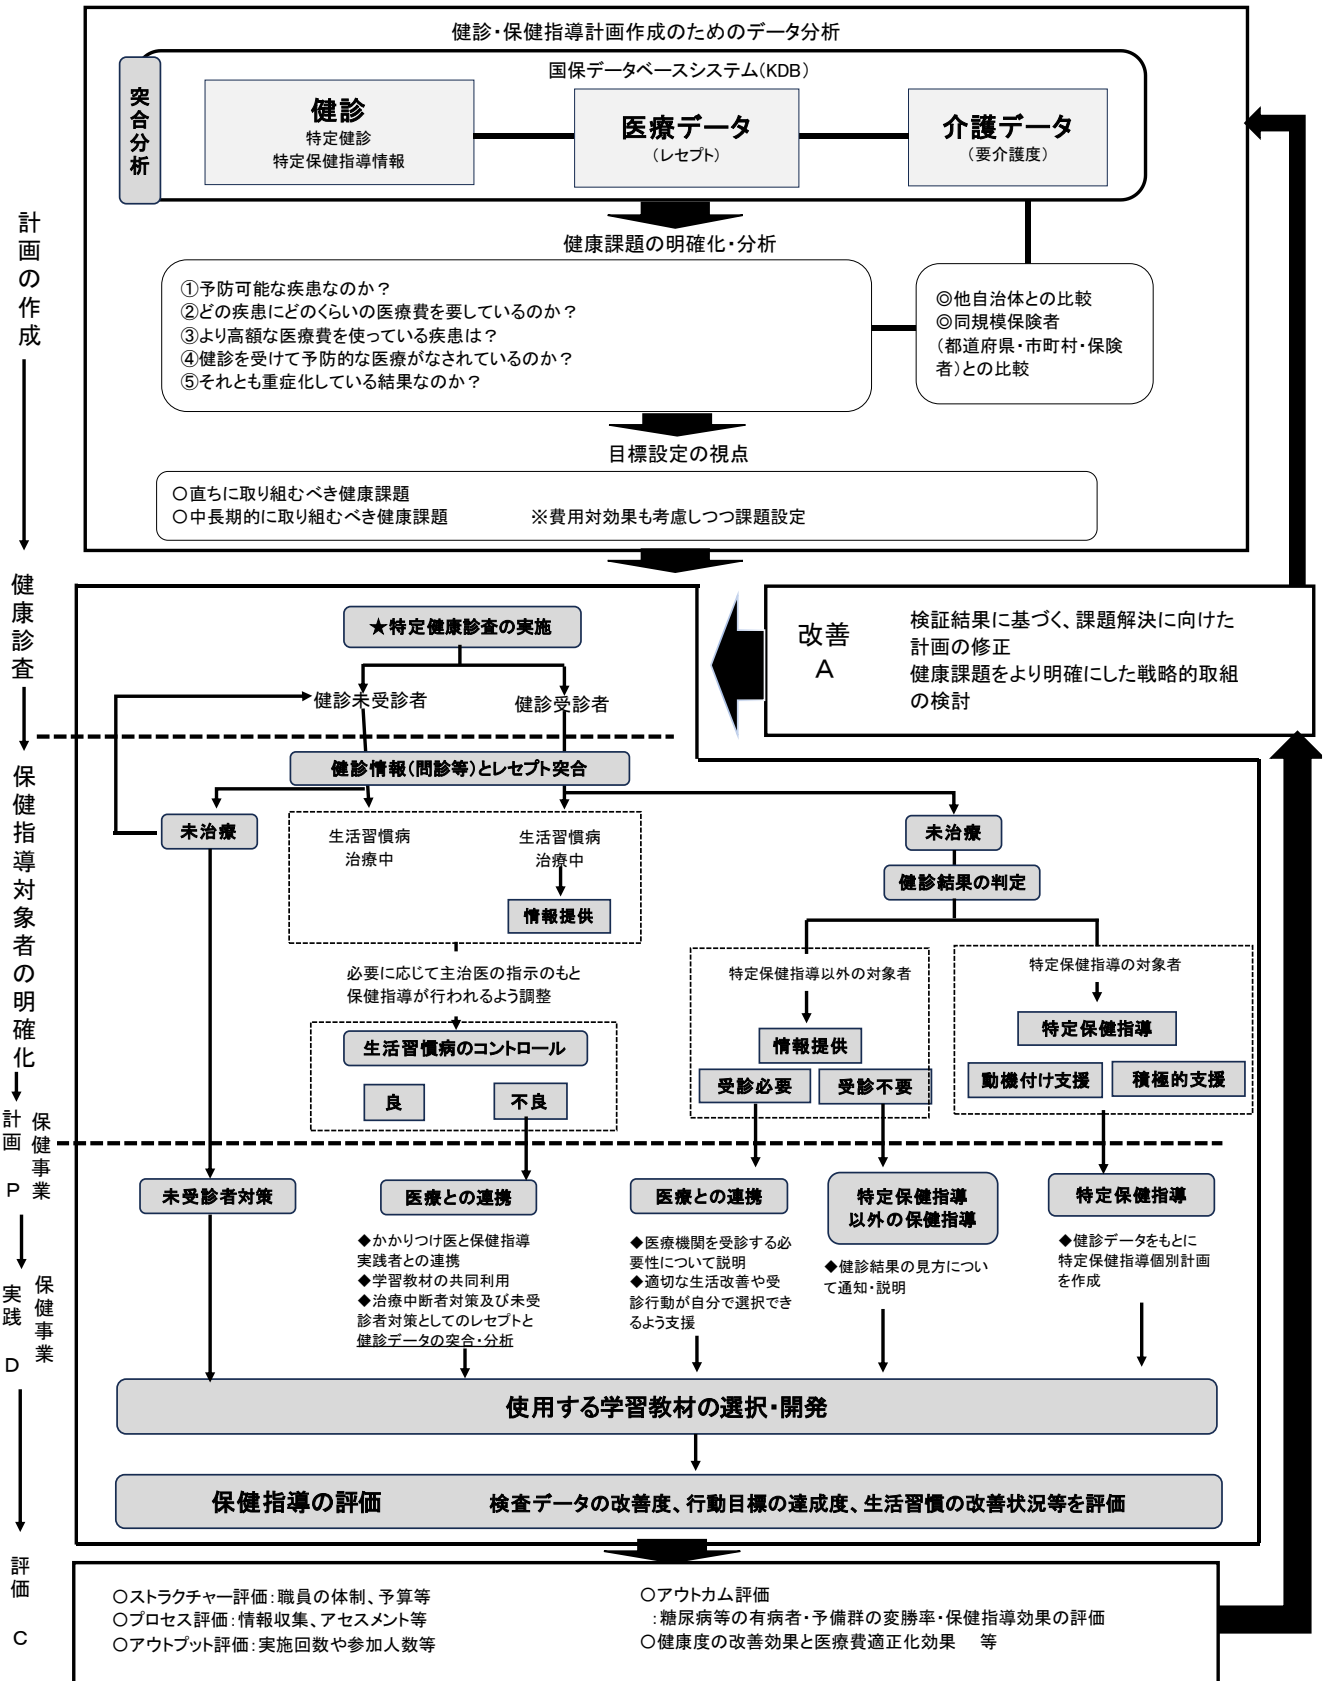 健診・保健指導計画作成のためのデータ分析
国保データベースシステム(KDB)
突合分析
健診
特定健診
特定保健指導情報
医療データ
(レセプト)
介護データ
(要介護度)
計画の作成
健康課題の明確化・分析
①予防可能な疾患なのか?
②どの疾患にどのくらいの医療費を要しているのか?
③より高額な医療費を使っている疾患は?
④健診を受けて予防的な医療がなされているのか?
⑤それとも重症化している結果なのか?
◎他自治体との比較
◎同規模保険者
(都道府県・市町村・保険
者)との比較
目標設定の視点
○直ちに取り組むべき健康課題
○中長期的に取り組むべき健康課題 ※費用対効果も考慮しつつ課題設定
健康診査
★特定健康診査の実施
改善
A
検証結果に基づく、課題解決に向けた
計画の修正
健康課題をより明確にした戦略的取組
の検討
健診未受診者
健診受診者
保健指導対象者の明確化
健診情報(問診等)とレセプト突合
未治療
生活習慣病
治療中
生活習慣病
治療中
情報提供
未治療
健診結果の判定
必要に応じて主治医の指示のもと
保健指導が行われるよう調整
特定保健指導以外の対象者
特定保健指導の対象者
生活習慣病のコントロール
良
不良
情報提供
受診必要
受診不要
特定保健指導
動機付け支援
積極的支援
計画 P
保健事業
未受診者対策
医療との連携
医療との連携
特定保健指導
以外の保健指導
特定保健指導
◆かかりつけ医と保健指導
実践者との連携
◆学習教材の共同利用
◆治療中断者対策及び未受
診者対策としてのレセプトと
健診データの突合・分析
◆医療機関を受診する必
要性について説明
◆適切な生活改善や受
診行動が自分で選択でき
るよう支援
◆健診結果の見方につい
て通知・説明
◆健診データをもとに
特定保健指導個別計画
を作成
実践 D
保健事業
使用する学習教材の選択・開発
保健指導の評価 検査データの改善度、行動目標の達成度、生活習慣の改善状況等を評価
評価 C
○ストラクチャー評価:職員の体制、予算等
○プロセス評価:情報収集、アセスメント等
○アウトプット評価:実施回数や参加人数等
○アウトカム評価
:糖尿病等の有病者・予備群の変勝率・保健指導効果の評価
○健康度の改善効果と医療費適正化効果 等